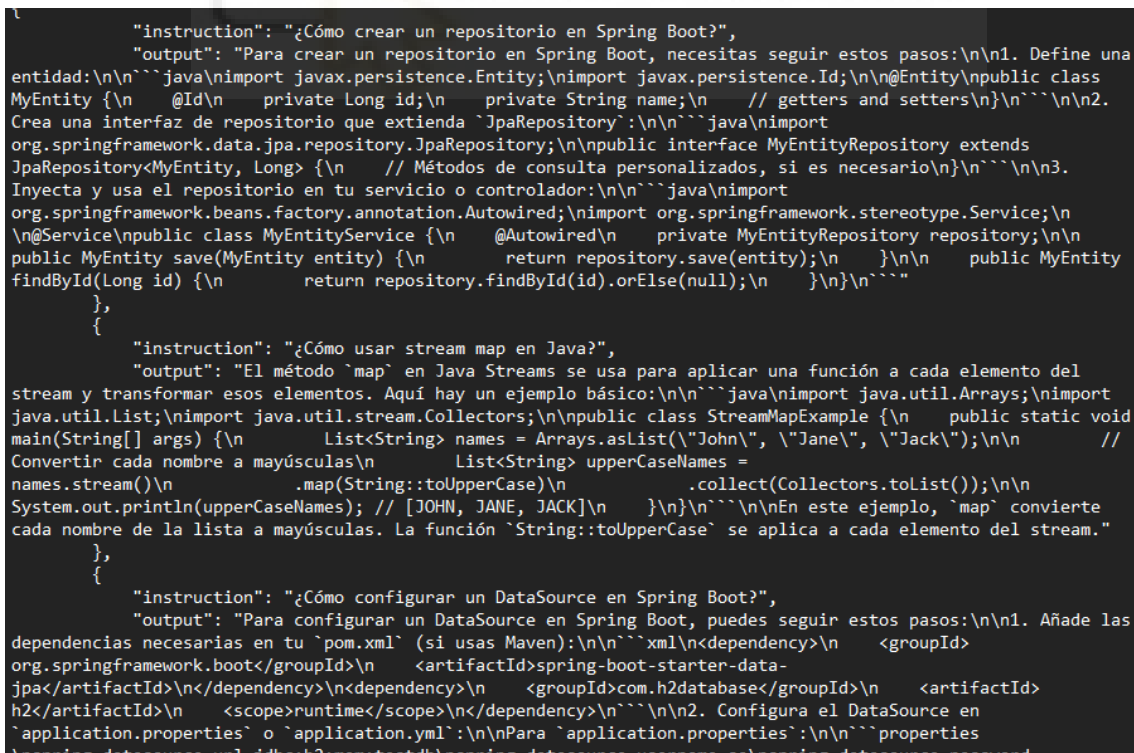 {
"instruction": "¿Cómo crear un repositorio en Spring Boot?",
"output": "Para crear un repositorio en Spring Boot, necesitas seguir estos pasos:\n\n1. Define una
entidad:\n\n```java\nimport javax.persistence.Entity;\nimport javax.persistence.Id;\n\n@Entity\npublic class
MyEntity {\n    @Id\n    private Long id;\n    private String name;\n    // getters and setters\n}\n```\n\n2.
Crea una interfaz de repositorio que extienda `JpaRepository`:\n\n```java\nimport
org.springframework.data.jpa.repository.JpaRepository;\n\npublic interface MyEntityRepository extends
JpaRepository<MyEntity, Long> {\n    // Métodos de consulta personalizados, si es necesario\n}\n```\n\n3.
Inyecta y usa el repositorio en tu servicio o controlador:\n\n```java\nimport
org.springframework.beans.factory.annotation.Autowired;\nimport org.springframework.stereotype.Service;\n
\n@Service\npublic class MyEntityService {\n    @Autowired\n    private MyEntityRepository repository;\n\n
public MyEntity save(MyEntity entity) {\n        return repository.save(entity);\n    }\n\n    public MyEntity
findById(Long id) {\n        return repository.findById(id).orElse(null);\n    }\n}\n```"
},
{
"instruction": "¿Cómo usar stream map en Java?",
"output": "El método `map` en Java Streams se usa para aplicar una función a cada elemento del
stream y transformar esos elementos. Aquí hay un ejemplo básico:\n\n```java\nimport java.util.Arrays;\nimport
java.util.List;\nimport java.util.stream.Collectors;\n\npublic class StreamMapExample {\n    public static void
main(String[] args) {\n        List<String> names = Arrays.asList(\"John\", \"Jane\", \"Jack\");\n\n        //
Convertir cada nombre a mayúsculas\n        List<String> upperCaseNames =
names.stream()\n            .map(String::toUpperCase)\n            .collect(Collectors.toList());\n\n
System.out.println(upperCaseNames); // [JOHN, JANE, JACK]\n    }\n}\n```\n\nEn este ejemplo, `map` convierte
cada nombre de la lista a mayúsculas. La función `String::toUpperCase` se aplica a cada elemento del stream."
},
{
"instruction": "¿Cómo configurar un DataSource en Spring Boot?",
"output": "Para configurar un DataSource en Spring Boot, puedes seguir estos pasos:\n\n1. Añade las
dependencias necesarias en tu `pom.xml` (si usas Maven):\n\n```xml\n<dependency>\n    <groupId>
org.springframework.boot</groupId>\n    <artifactId>spring-boot-starter-data-
jpa</artifactId>\n</dependency>\n<dependency>\n    <groupId>com.h2database</groupId>\n    <artifactId>
h2</artifactId>\n    <scope>runtime</scope>\n</dependency>\n```\n\n2. Configura el DataSource en
`application.properties` o `application.yml`:\n\nPara `application.properties`:\n\n```properties